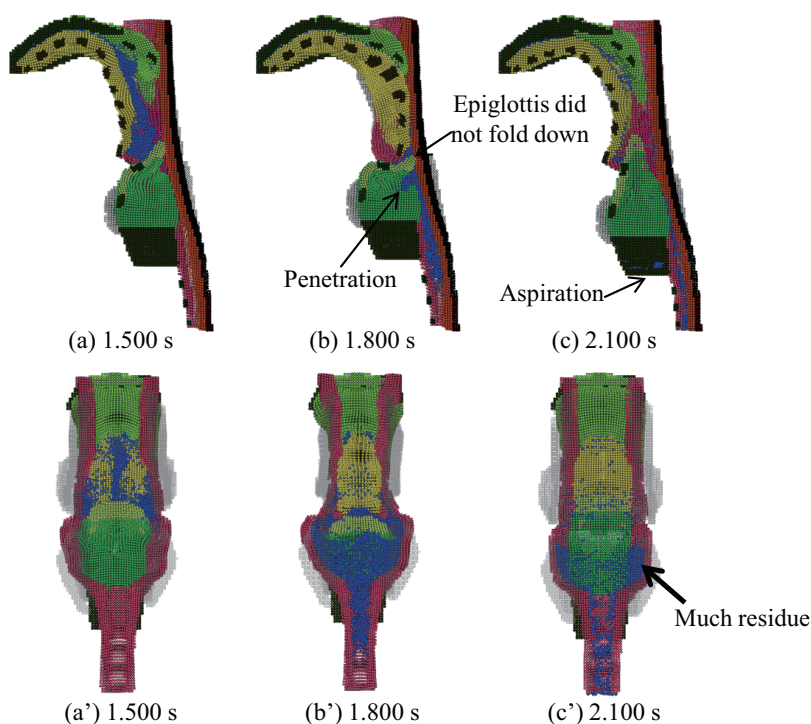 Epiglottis did
not fold down
Penetration
Aspiration
(a) 1.500 s
(b) 1.800 s
(c) 2.100 s
Much residue
(a') 1.500 s
(b') 1.800 s
(c') 2.100 s